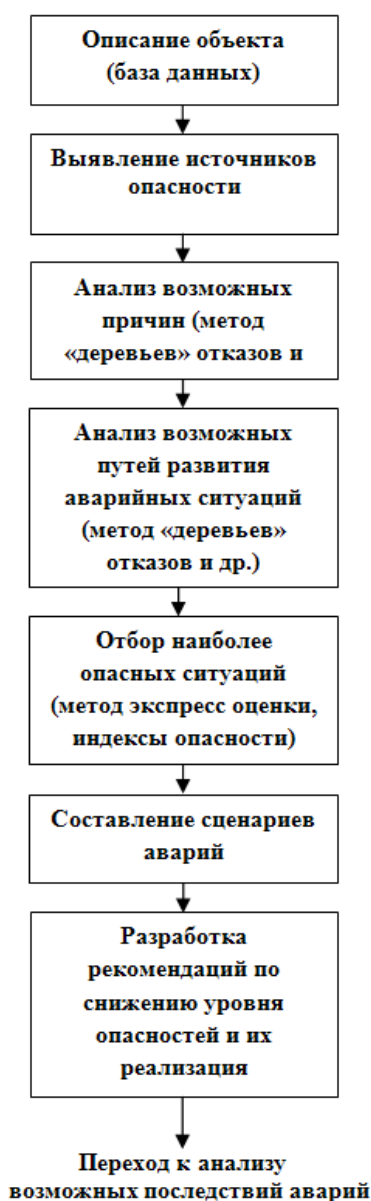 Описание объекта
(база данных)
Выявление источников
опасности
Анализ возможных
причин (метод
«деревьев» отказов и
Анализ возможных
путей развития
аварийных ситуаций
(метод «деревьев»
отказов и др.)
Отбор наиболее
опасных ситуаций
(метод экспресс оценки,
индексы опасности)
Составление сценариев
аварий
Разработка
рекомендаций по
снижению уровня
опасностей и их
реализация
Переход к анализу
возможных последствий аварий